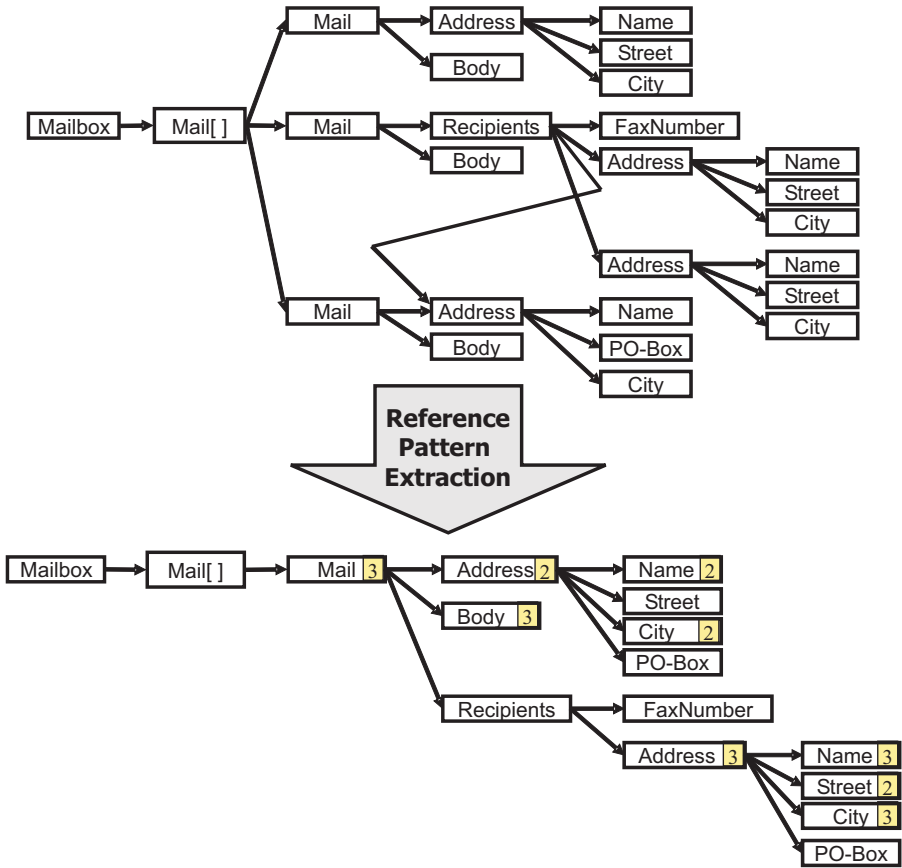 Mail Address Name
Street
Body
City
Mailbox Mail[ ] Mail Recipients FaxNumber
Body Address Name
Street
City
Address Name
Street
Mail Address Name
City
Body PO-Box
City
Reference
Pattern
Extraction
Mailbox Mail[ ] Mail 3 Address 2 Name 2
Street
Body 3
City 2
PO-Box
Recipients FaxNumber
Address 3 Name 3
Street 2
City 3
PO-Box